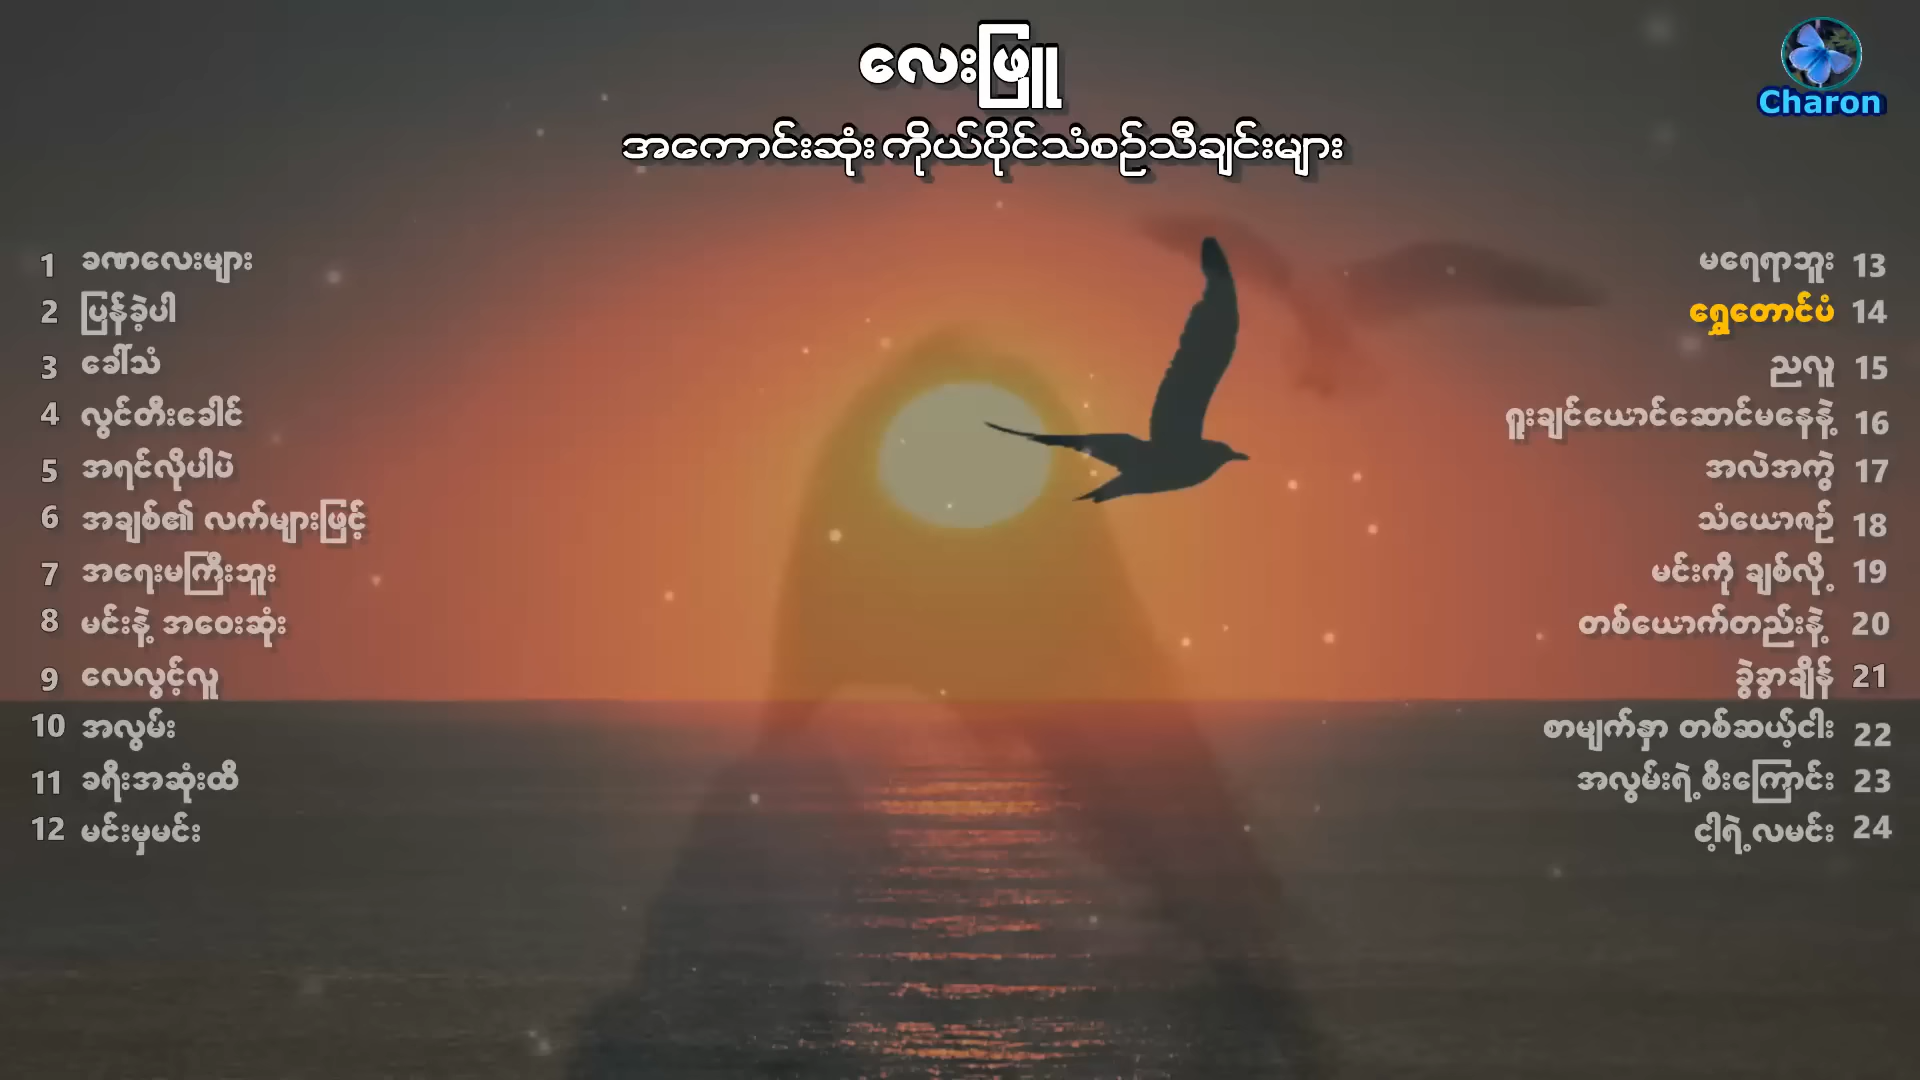 လေးဖြူ
အကောင်းဆုံး ကိုယ်ပိုင်သံစဉ်သီချင်းများ
Charon
1 ခဏလေးများ
2 ပြန်ခဲ့ပါ
3 ခေါ်သံ
4 လွင်တီးခေါင်
5 အရင်လိုပါပဲ
6 အချစ်၏ လက်များဖြင့်
7 အရေးမကြီးဘူး
8 မင်းနဲ့ အဝေးဆုံး
9 လေလွင့်လူ
10 အလွမ်း
11 ခရီးအဆုံးထိ
12 မင်းမှမင်း
မရေရာဘူး 13
ရွှေတောင်ပံ 14
ညလူ 15
ရူးချင်ယောင်ဆောင်မနေနဲ့ 16
အလဲအကွဲ 17
သံယောဇဉ် 18
မင်းကို ချစ်လို့ 19
တစ်ယောက်တည်းနဲ့ 20
ခွဲခွာချိန် 21
စာမျက်နှာ တစ်ဆယ့်ငါး 22
အလွမ်းရဲ့စီးကြောင်း 23
ငါ့ရဲ့လမင်း 24